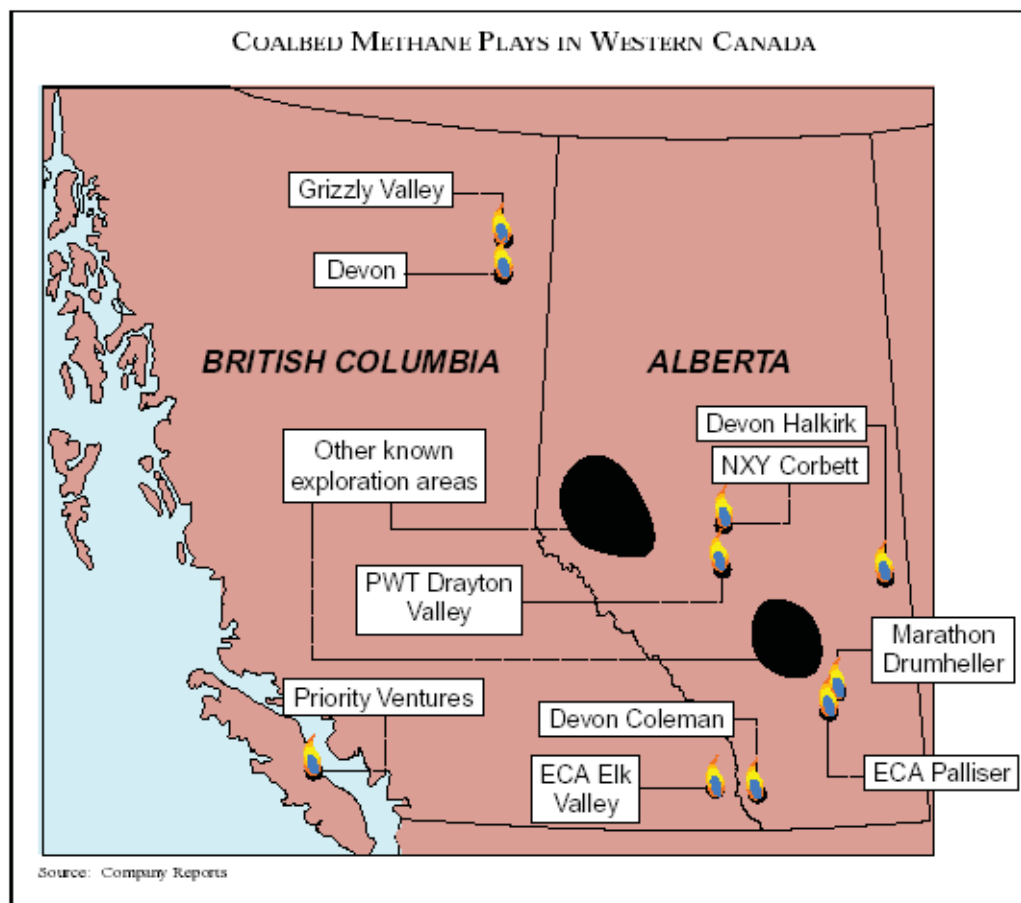 COALBED METHANE PLAYS IN WESTERN CANADA
Grizzly Valley
Devon
BRITISH COLUMBIA
ALBERTA
Devon Halkirk
Other known
exploration areas
NXY Corbett
PWT Drayton
Valley
Marathon
Drumheller
Priority Ventures
Devon Coleman
ECA Elk
Valley
ECA Palliser
Source: Company Reports